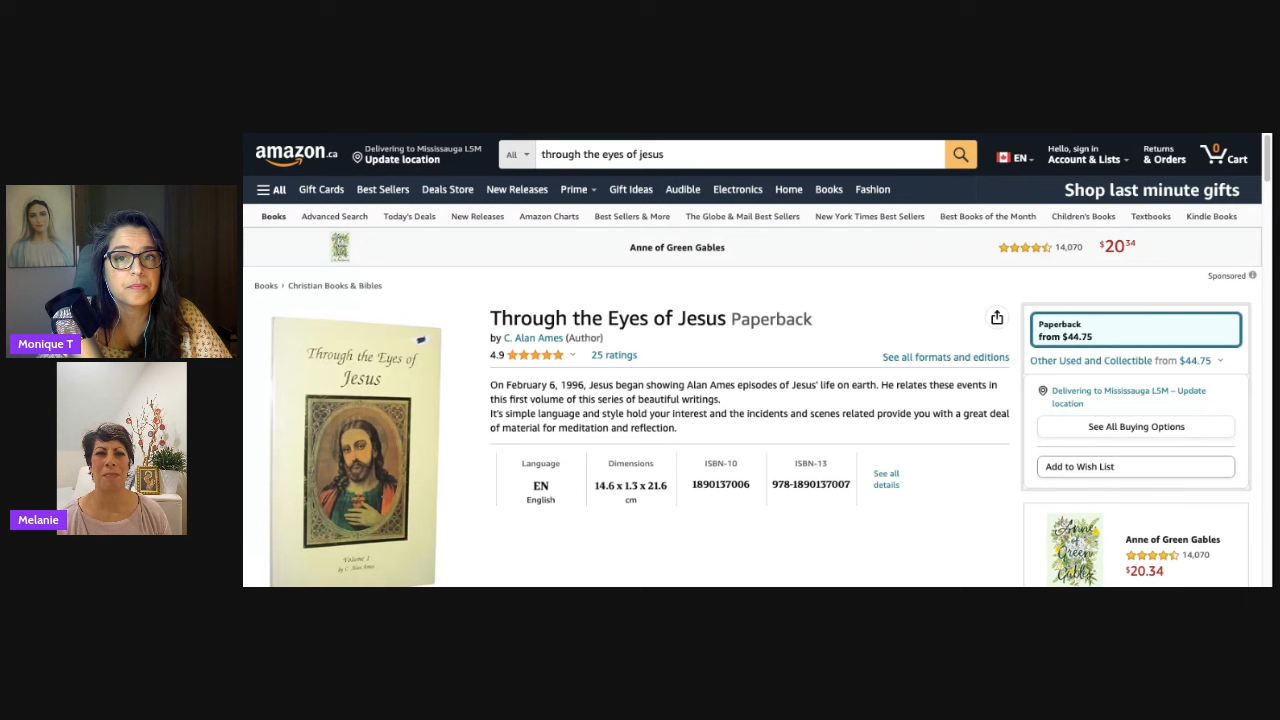 Monique T
Melanie
amazon.ca
Delivering to Mississauga L5M
Update location
All
through the eyes of jesus
EN
Hello, sign in
Account & Lists
Returns
& Orders
0
Cart
All
Gift Cards
Best Sellers
Deals Store
New Releases
Prime
Gift Ideas
Audible
Electronics
Home
Books
Fashion
Shop last minute gifts
Books
Advanced Search
Today's Deals
New Releases
Amazon Charts
Best Sellers & More
The Globe & Mail Best Sellers
New York Times Best Sellers
Best Books of the Month
Children's Books
Textbooks
Kindle Books
Anne of Green Gables
14,070
$20 34
Sponsored
Books › Christian Books & Bibles
Through the Eyes of
Jesus
Volume 1
by C. Alan Ames
Through the Eyes of Jesus Paperback
by C. Alan Ames (Author)
4.9
25 ratings
See all formats and editions
On February 6, 1996, Jesus began showing Alan Ames episodes of Jesus' life on earth. He relates these events in
this first volume of this series of beautiful writings.
It's simple language and style hold your interest and the incidents and scenes related provide you with a great deal
of material for meditation and reflection.
Language
EN
English
Dimensions
14.6 x 1.3 x 21.6
cm
ISBN-10
1890137006
ISBN-13
978-1890137007
See all
details
Paperback
from $44.75
Other Used and Collectible from $44.75
Delivering to Mississauga L5M – Update
location
See All Buying Options
Add to Wish List
Anne of Green Gables
Anne of Green Gables
14,070
$20.34